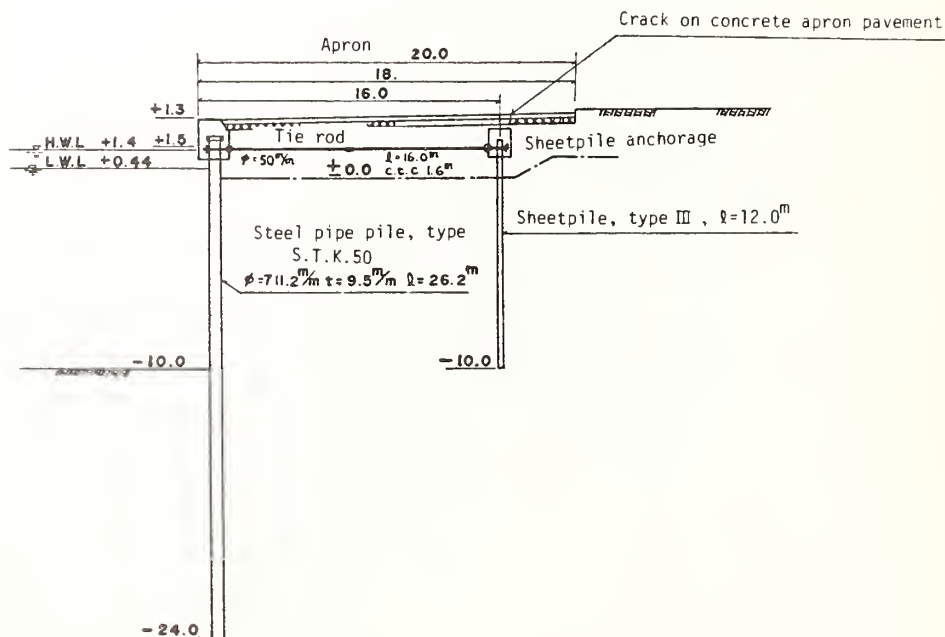 Crack on concrete apron pavement
Apron
20.0
18.
16.0
+1.3
H.W.L +1.4 +1.5
Tie rod
Sheetpile anchorage
L.W.L +0.44
φ=50m/m
ℓ=16.0m
±0.0
c.t.c 1.6m
Sheetpile, type III , ℓ=12.0m
Steel pipe pile, type
S.T.K.50
φ=711.2m/m t=9.5m/m ℓ=26.2m
-10.0
-10.0
-24.0